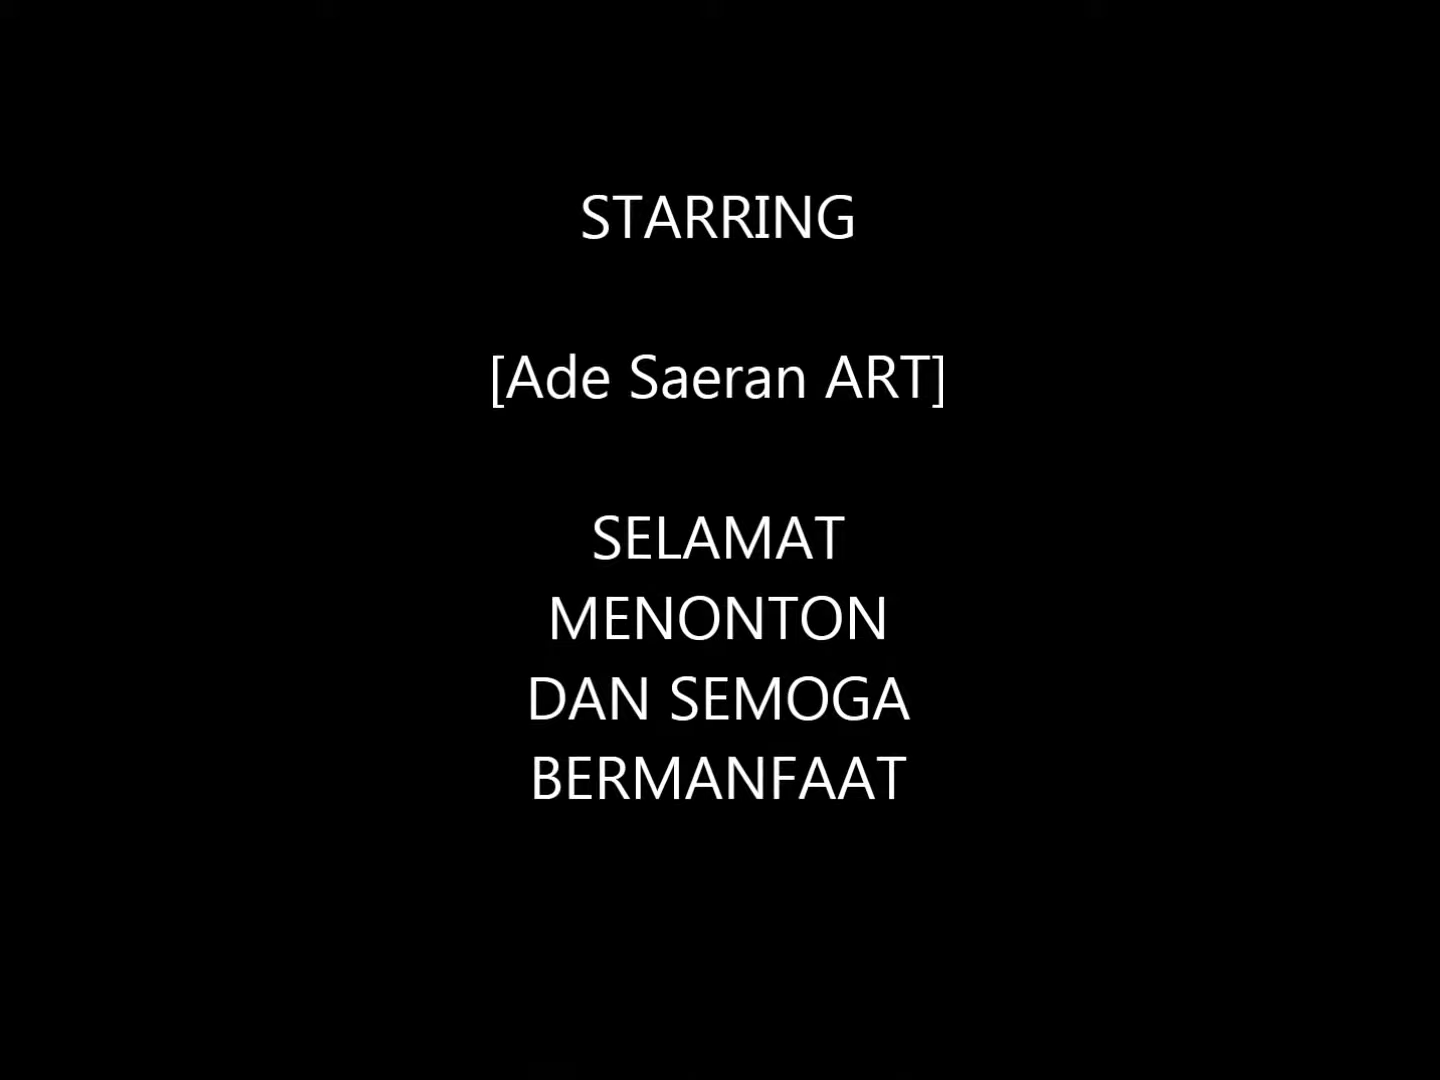 STARRING
[Ade Saeran ART]
SELAMAT
MENONTON
DAN SEMOGA
BERMANFAAT